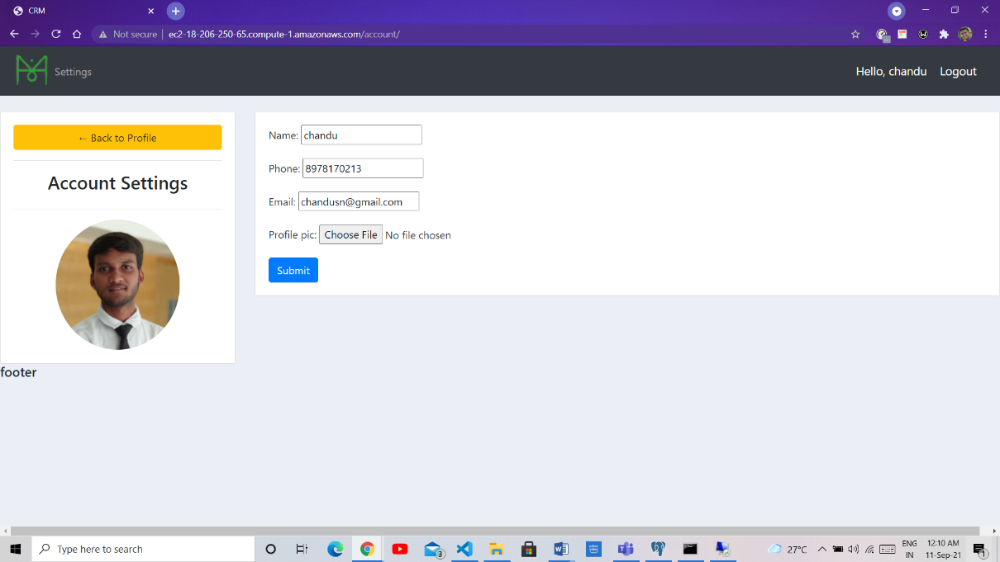 CRM
Not secure | ec2-18-206-250-65.compute-1.amazonaws.com/account/
Settings
Hello, chandu Logout
← Back to Profile
Account Settings
Name: chandu
Phone: 8978170213
Email: chandusn@gmail.com
Profile pic: Choose File No file chosen
Submit
footer
Type here to search
3
27°C
ENG
IN
12:10 AM
11-Sep-21
1